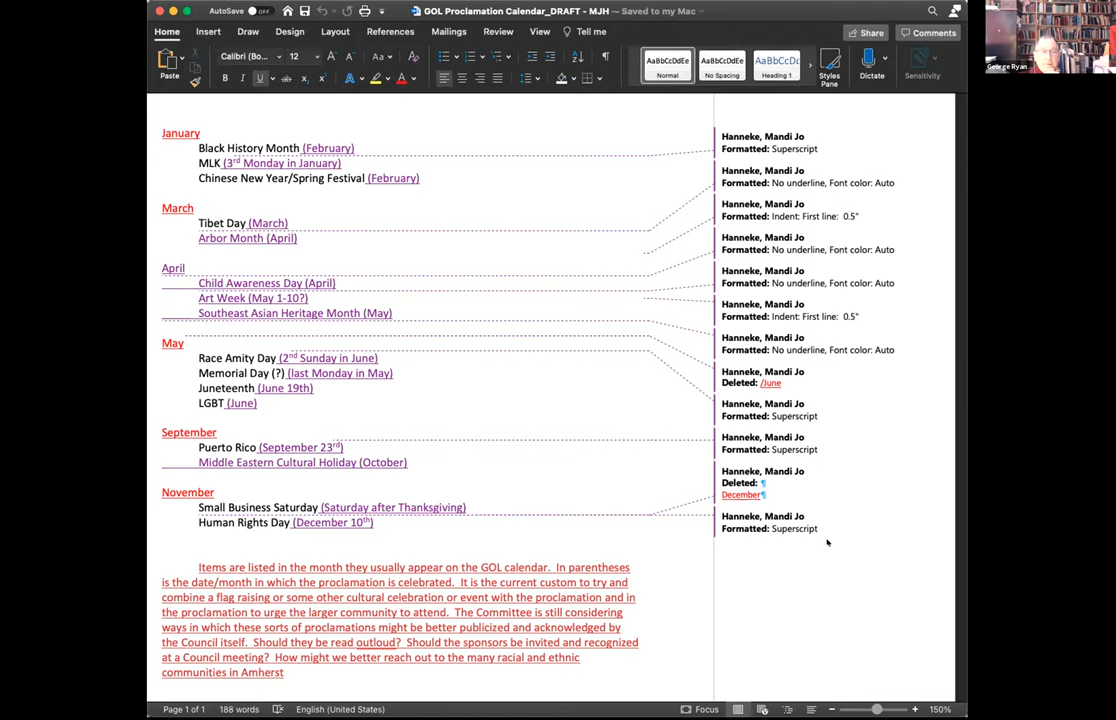 AutoSave OFF GOL Proclamation Calendar_DRAFT - MJH — Saved to my Mac
Home Insert Draw Design Layout References Mailings Review View Tell me Share Comments
Paste Calibri (Bo... 12 A A Aa A
B I U ab x x A A
AaBbCcDdEe AaBbCcDdEe AaBbCcDd
Normal No Spacing Heading 1 Styles Pane Dictate Sensitivity
George Ryan
January
Black History Month (February)
MLK (3rd Monday in January)
Chinese New Year/Spring Festival (February)
March
Tibet Day (March)
Arbor Month (April)
April
Child Awareness Day (April)
Art Week (May 1-10?)
Southeast Asian Heritage Month (May)
May
Race Amity Day (2nd Sunday in June)
Memorial Day (?) (last Monday in May)
Juneteenth (June 19th)
LGBT (June)
September
Puerto Rico (September 23rd)
Middle Eastern Cultural Holiday (October)
November
Small Business Saturday (Saturday after Thanksgiving)
Human Rights Day (December 10th)
Items are listed in the month they usually appear on the GOL calendar. In parentheses
is the date/month in which the proclamation is celebrated. It is the current custom to try and
combine a flag raising or some other cultural celebration or event with the proclamation and in
the proclamation to urge the larger community to attend. The Committee is still considering
ways in which these sorts of proclamations might be better publicized and acknowledged by
the Council itself. Should they be read outloud? Should the sponsors be invited and recognized
at a Council meeting? How might we better reach out to the many racial and ethnic
communities in Amherst
Hanneke, Mandi Jo
Formatted: Superscript
Hanneke, Mandi Jo
Formatted: No underline, Font color: Auto
Hanneke, Mandi Jo
Formatted: Indent: First line: 0.5"
Hanneke, Mandi Jo
Formatted: No underline, Font color: Auto
Hanneke, Mandi Jo
Formatted: No underline, Font color: Auto
Hanneke, Mandi Jo
Formatted: Indent: First line: 0.5"
Hanneke, Mandi Jo
Formatted: No underline, Font color: Auto
Hanneke, Mandi Jo
Deleted: /June
Hanneke, Mandi Jo
Formatted: Superscript
Hanneke, Mandi Jo
Formatted: Superscript
Hanneke, Mandi Jo
Deleted: ¶
December¶
Hanneke, Mandi Jo
Formatted: Superscript
Page 1 of 1 188 words English (United States) Focus 150%